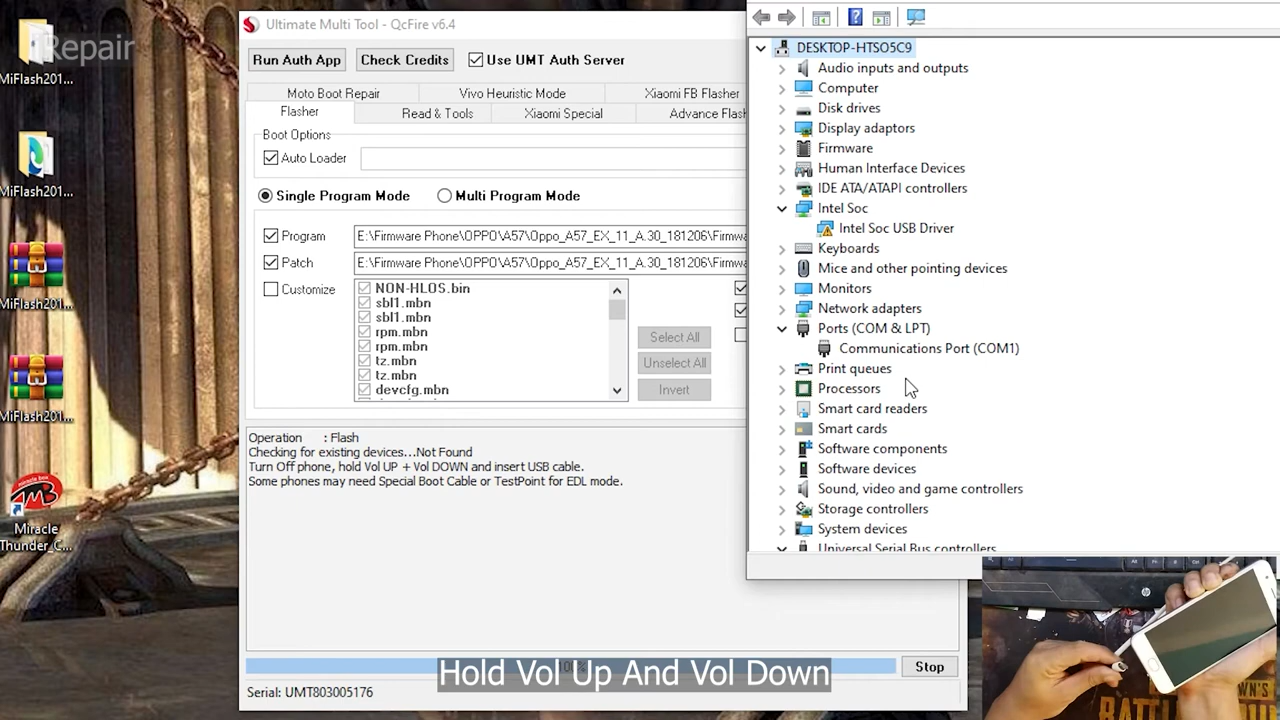 iRepair
MiFlash201...
MiFlash201...
MiFlash201...
MiFlash201...
Miracle
Thunder_C...
Ultimate Multi Tool - QcFire v6.4
Run Auth App
Check Credits
Use UMT Auth Server
Moto Boot Repair
Vivo Heuristic Mode
Xiaomi FB Flasher
Flasher
Read & Tools
Xiaomi Special
Advance Flash
Boot Options
Auto Loader
Single Program Mode
Multi Program Mode
Program
E:\Firmware Phone\OPPO\A57\Oppo_A57_EX_11_A.30_181206\Firmw
Patch
E:\Firmware Phone\OPPO\A57\Oppo_A57_EX_11_A.30_181206\Firmw
Customize
NON-HLOS.bin
sbl1.mbn
sbl1.mbn
rpm.mbn
rpm.mbn
tz.mbn
tz.mbn
devcfg.mbn
Select All
Unselect All
Invert
Operation : Flash
Checking for existing devices...Not Found
Turn Off phone, hold Vol UP + Vol DOWN and insert USB cable.
Some phones may need Special Boot Cable or TestPoint for EDL mode.
100%
Stop
Serial: UMT803005176
DESKTOP-HTSO5C9
Audio inputs and outputs
Computer
Disk drives
Display adaptors
Firmware
Human Interface Devices
IDE ATA/ATAPI controllers
Intel Soc
Intel Soc USB Driver
Keyboards
Mice and other pointing devices
Monitors
Network adapters
Ports (COM & LPT)
Communications Port (COM1)
Print queues
Processors
Smart card readers
Smart cards
Software components
Software devices
Sound, video and game controllers
Storage controllers
System devices
Universal Serial Bus controllers
Hold Vol Up And Vol Down